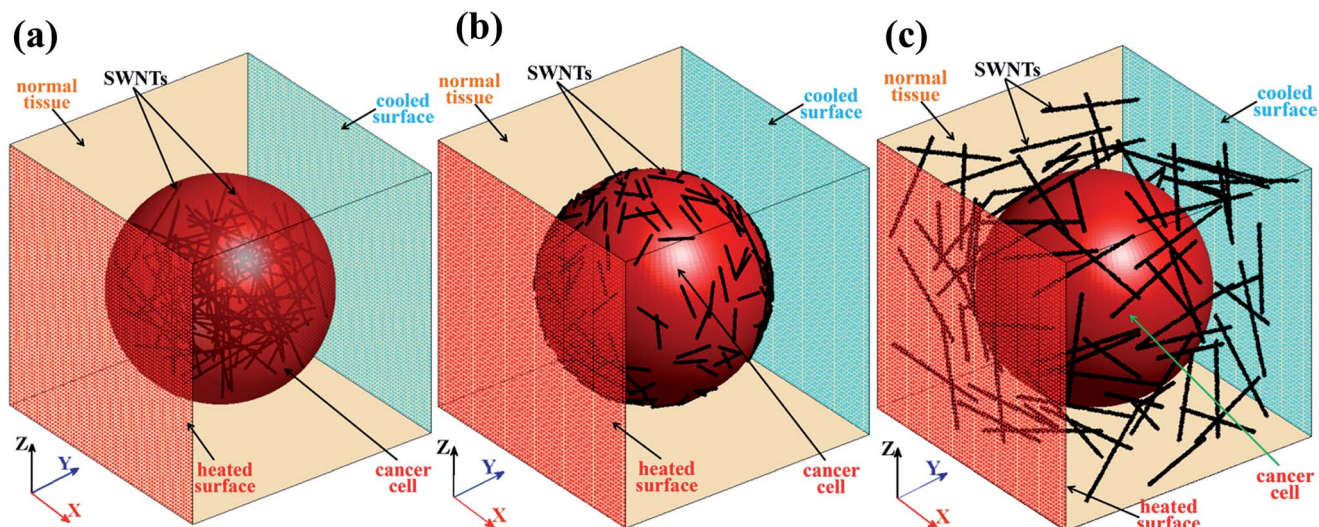 (a)
SWNTs
normal
tissue
cooled
surface
heated
surface
cancer
cell
Z
Y
X
(b)
SWNTs
normal
tissue
cooled
surface
heated
surface
cancer
cell
Z
Y
X
(c)
SWNTs
normal
tissue
cooled
surface
cancer
cell
heated
surface
Z
Y
X